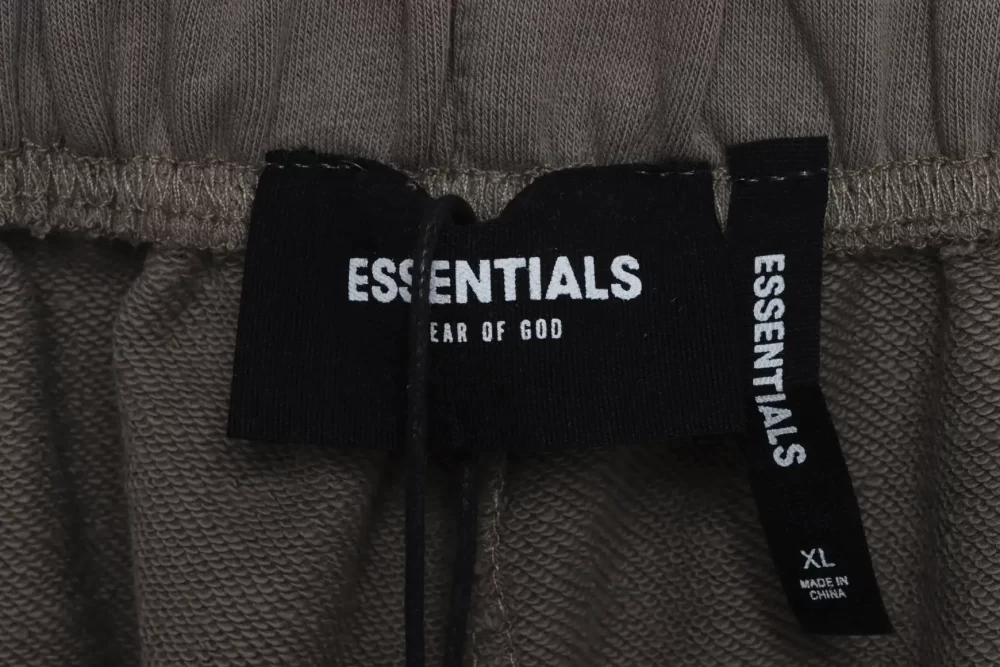 ESSENTIALS
EAR OF GOD
ESSENTIALS
XL
MADE IN
CHINA